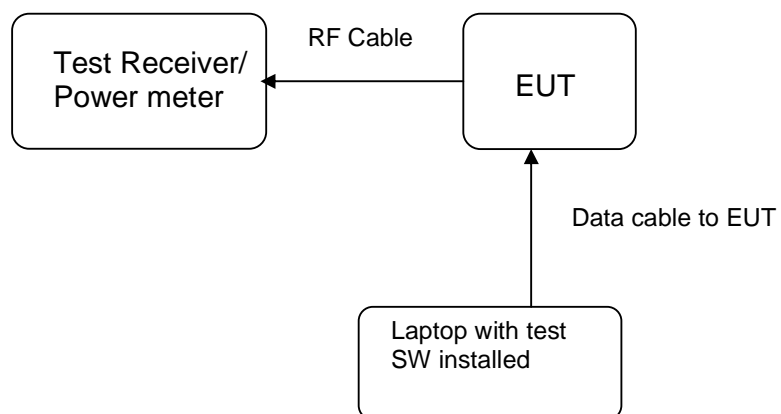 RF Cable
Test Receiver/
Power meter
EUT
Data cable to EUT
Laptop with test
SW installed